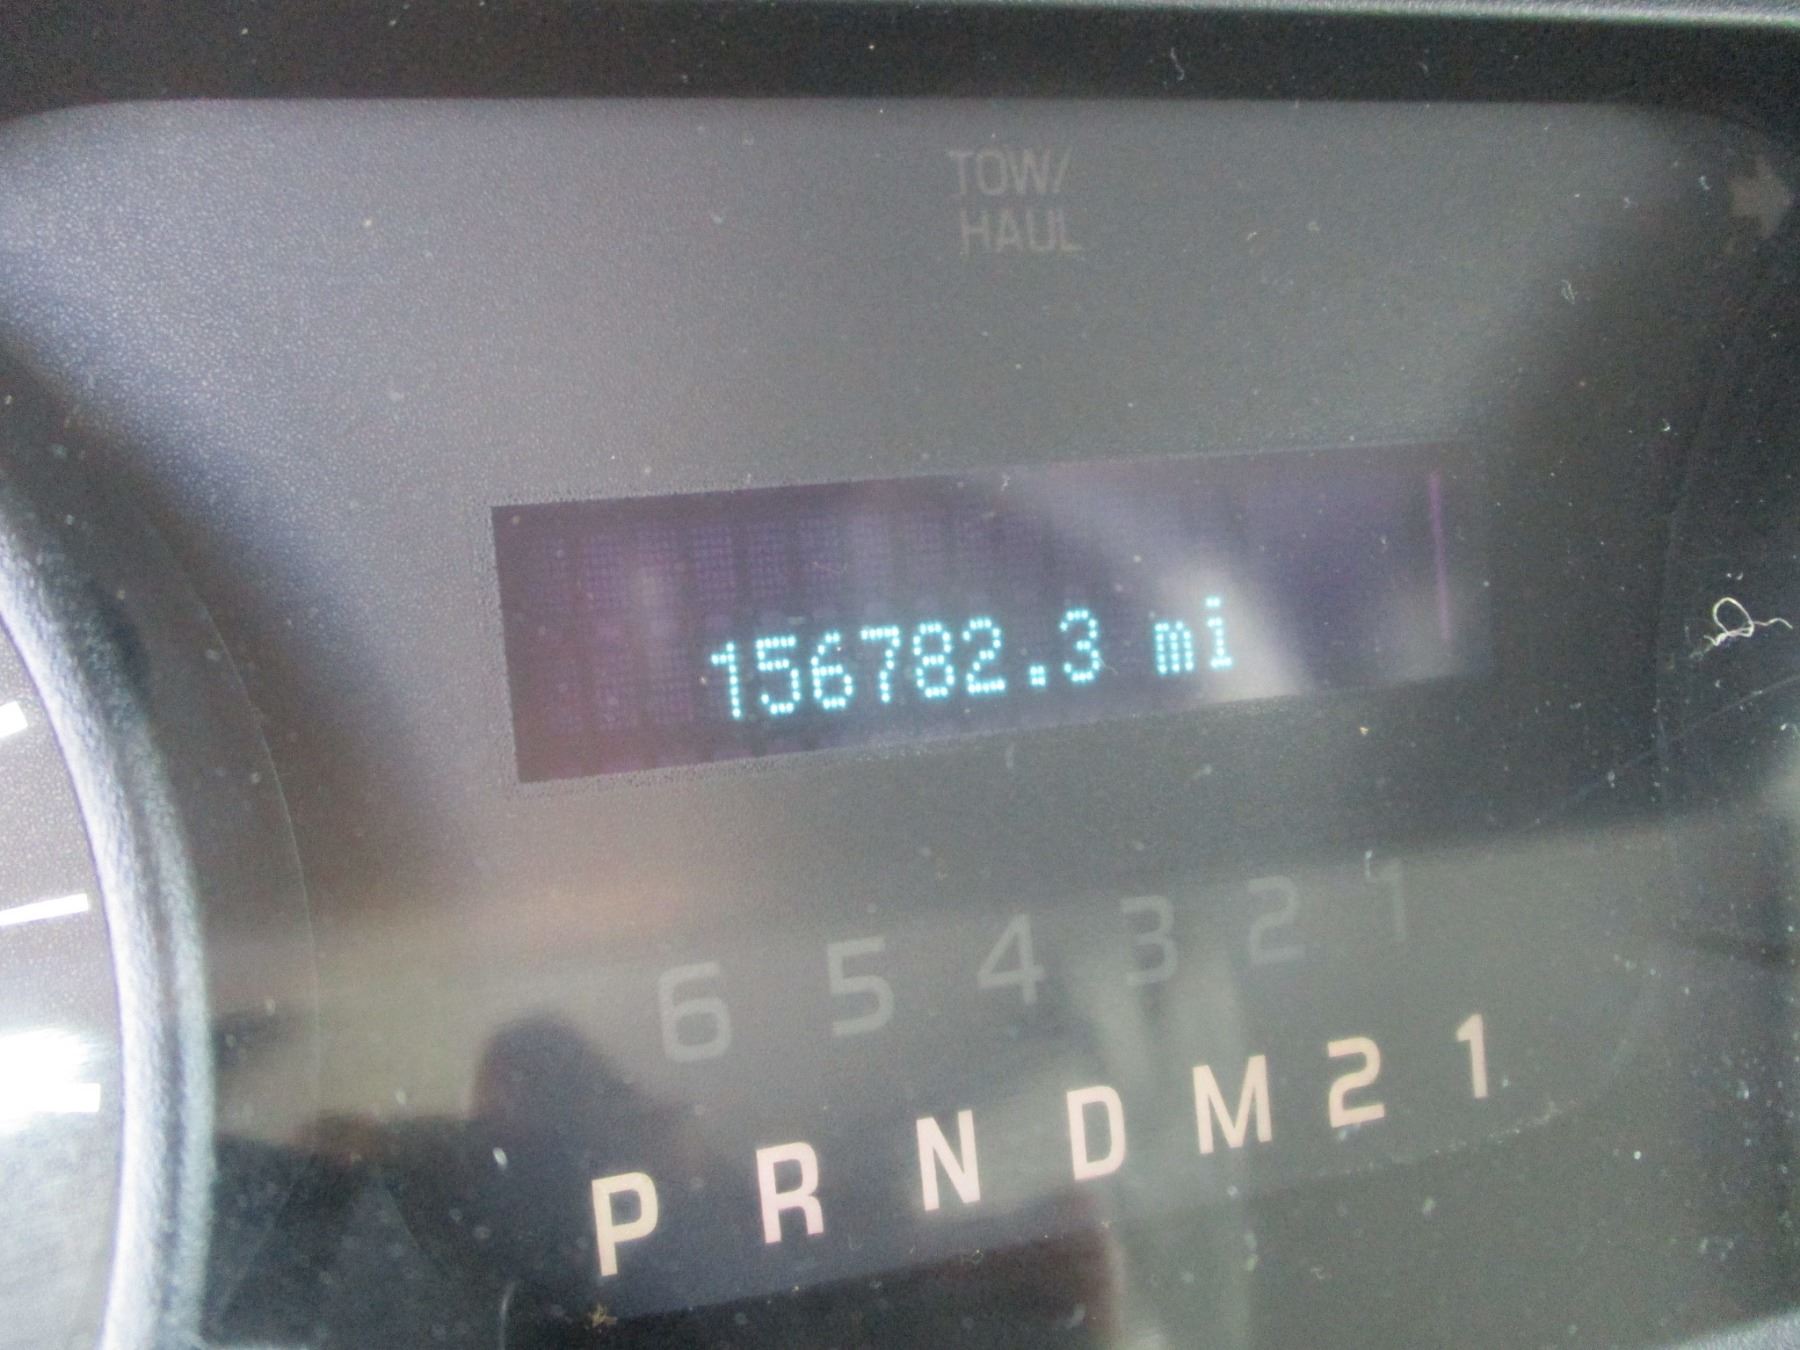 TOW/
HAUL
156782.3 mi
6 5 4 3 2 1
P R N D M 2 1